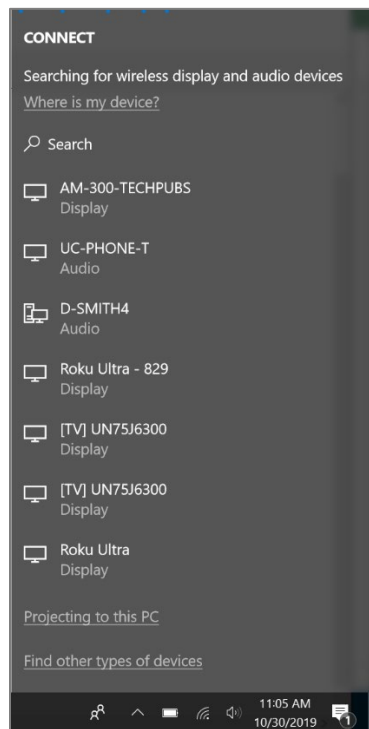 CONNECT
Searching for wireless display and audio devices
Where is my device?
Search
AM-300-TECHPUBS
Display
UC-PHONE-T
Audio
D-SMITH4
Audio
Roku Ultra - 829
Display
[TV] UN75J6300
Display
[TV] UN75J6300
Display
Roku Ultra
Display
Projecting to this PC
Find other types of devices
11:05 AM
10/30/2019
1